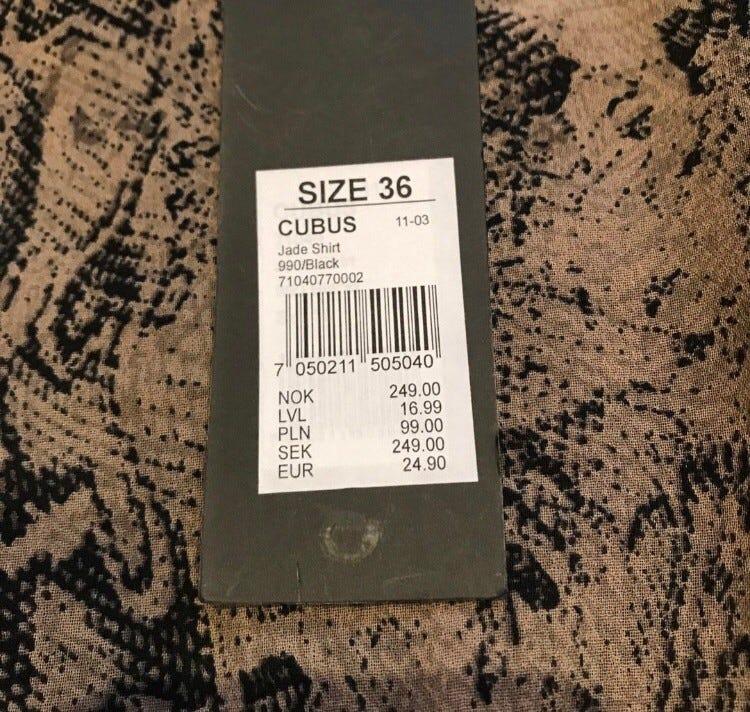 SIZE 36
CUBUS 11-03
Jade Shirt
990/Black
71040770002
7 050211 505040
NOK 249.00
LVL 16.99
PLN 99.00
SEK 249.00
EUR 24.90